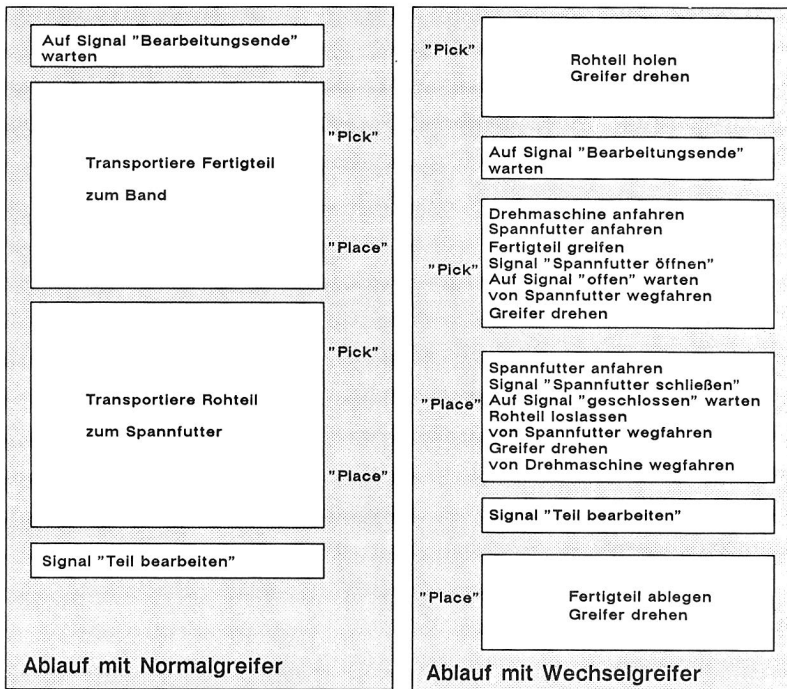 Auf Signal "Bearbeitungsende"
warten
"Pick"
Transportiere Fertigteil
zum Band
"Place"
"Pick"
Transportiere Rohteil
zum Spannfutter
"Place"
Signal "Teil bearbeiten"
Ablauf mit Normalgreifer
"Pick"
Rohteil holen
Greifer drehen
Auf Signal "Bearbeitungsende"
warten
Drehmaschine anfahren
Spannfutter anfahren
Fertigteil greifen
"Pick"
Signal "Spannfutter öffnen"
Auf Signal "offen" warten
von Spannfutter wegfahren
Greifer drehen
Spannfutter anfahren
Signal "Spannfutter schließen"
"Place"
Auf Signal "geschlossen" warten
Rohteil loslassen
von Spannfutter wegfahren
Greifer drehen
von Drehmaschine wegfahren
Signal "Teil bearbeiten"
"Place"
Fertigteil ablegen
Greifer drehen
Ablauf mit Wechselgreifer